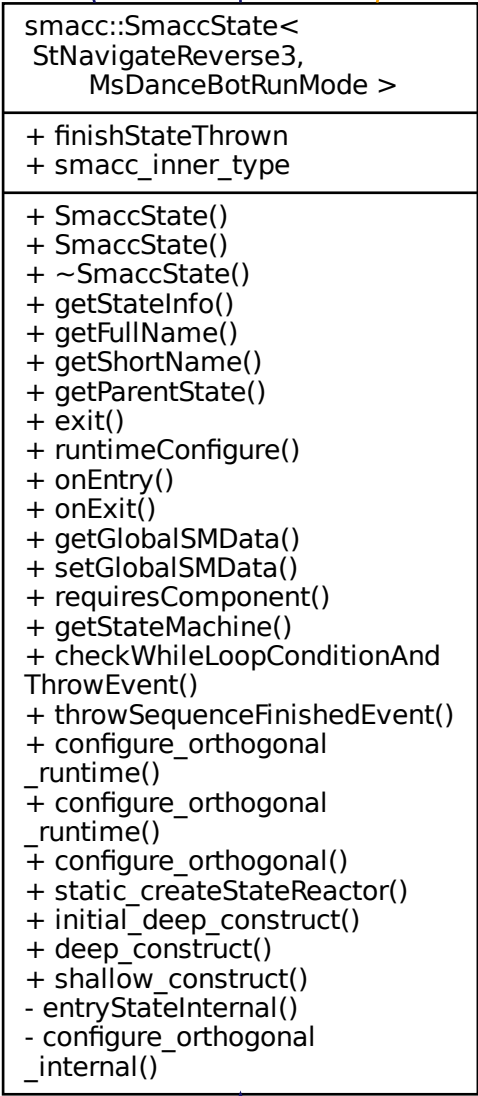 smacc::SmaccState<
StNavigateReverse3,
MsDanceBotRunMode >
+ finishStateThrown
+ smacc_inner_type
+ SmaccState()
+ SmaccState()
+ ~SmaccState()
+ getStateInfo()
+ getFullName()
+ getShortName()
+ getParentState()
+ exit()
+ runtimeConfigure()
+ onEntry()
+ onExit()
+ getGlobalSMData()
+ setGlobalSMData()
+ requiresComponent()
+ getStateMachine()
+ checkWhileLoopConditionAnd
ThrowEvent()
+ throwSequenceFinishedEvent()
+ configure_orthogonal
_runtime()
+ configure_orthogonal
_runtime()
+ configure_orthogonal()
+ static_createStateReactor()
+ initial_deep_construct()
+ deep_construct()
+ shallow_construct()
- entryStateInternal()
- configure_orthogonal
_internal()